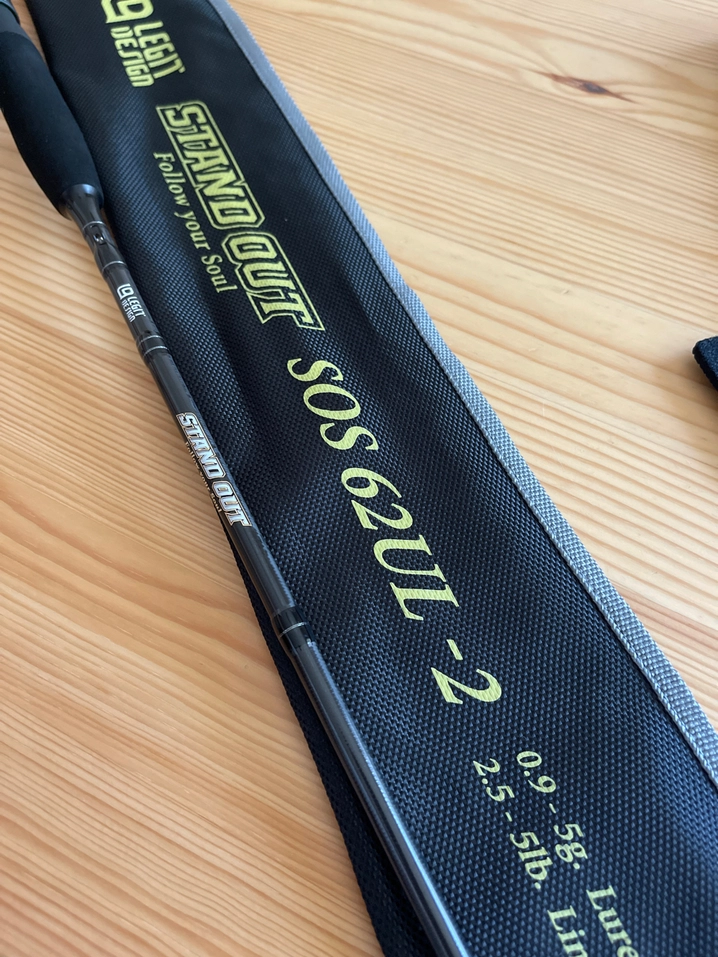 LEGIT
DESIGN
STAND OUT
Follow your Soul
SOS 62UL -2
0.9 - 5g. Lure
2.5 - 5lb. Lin
LEGIT
DESIGN
STAND OUT